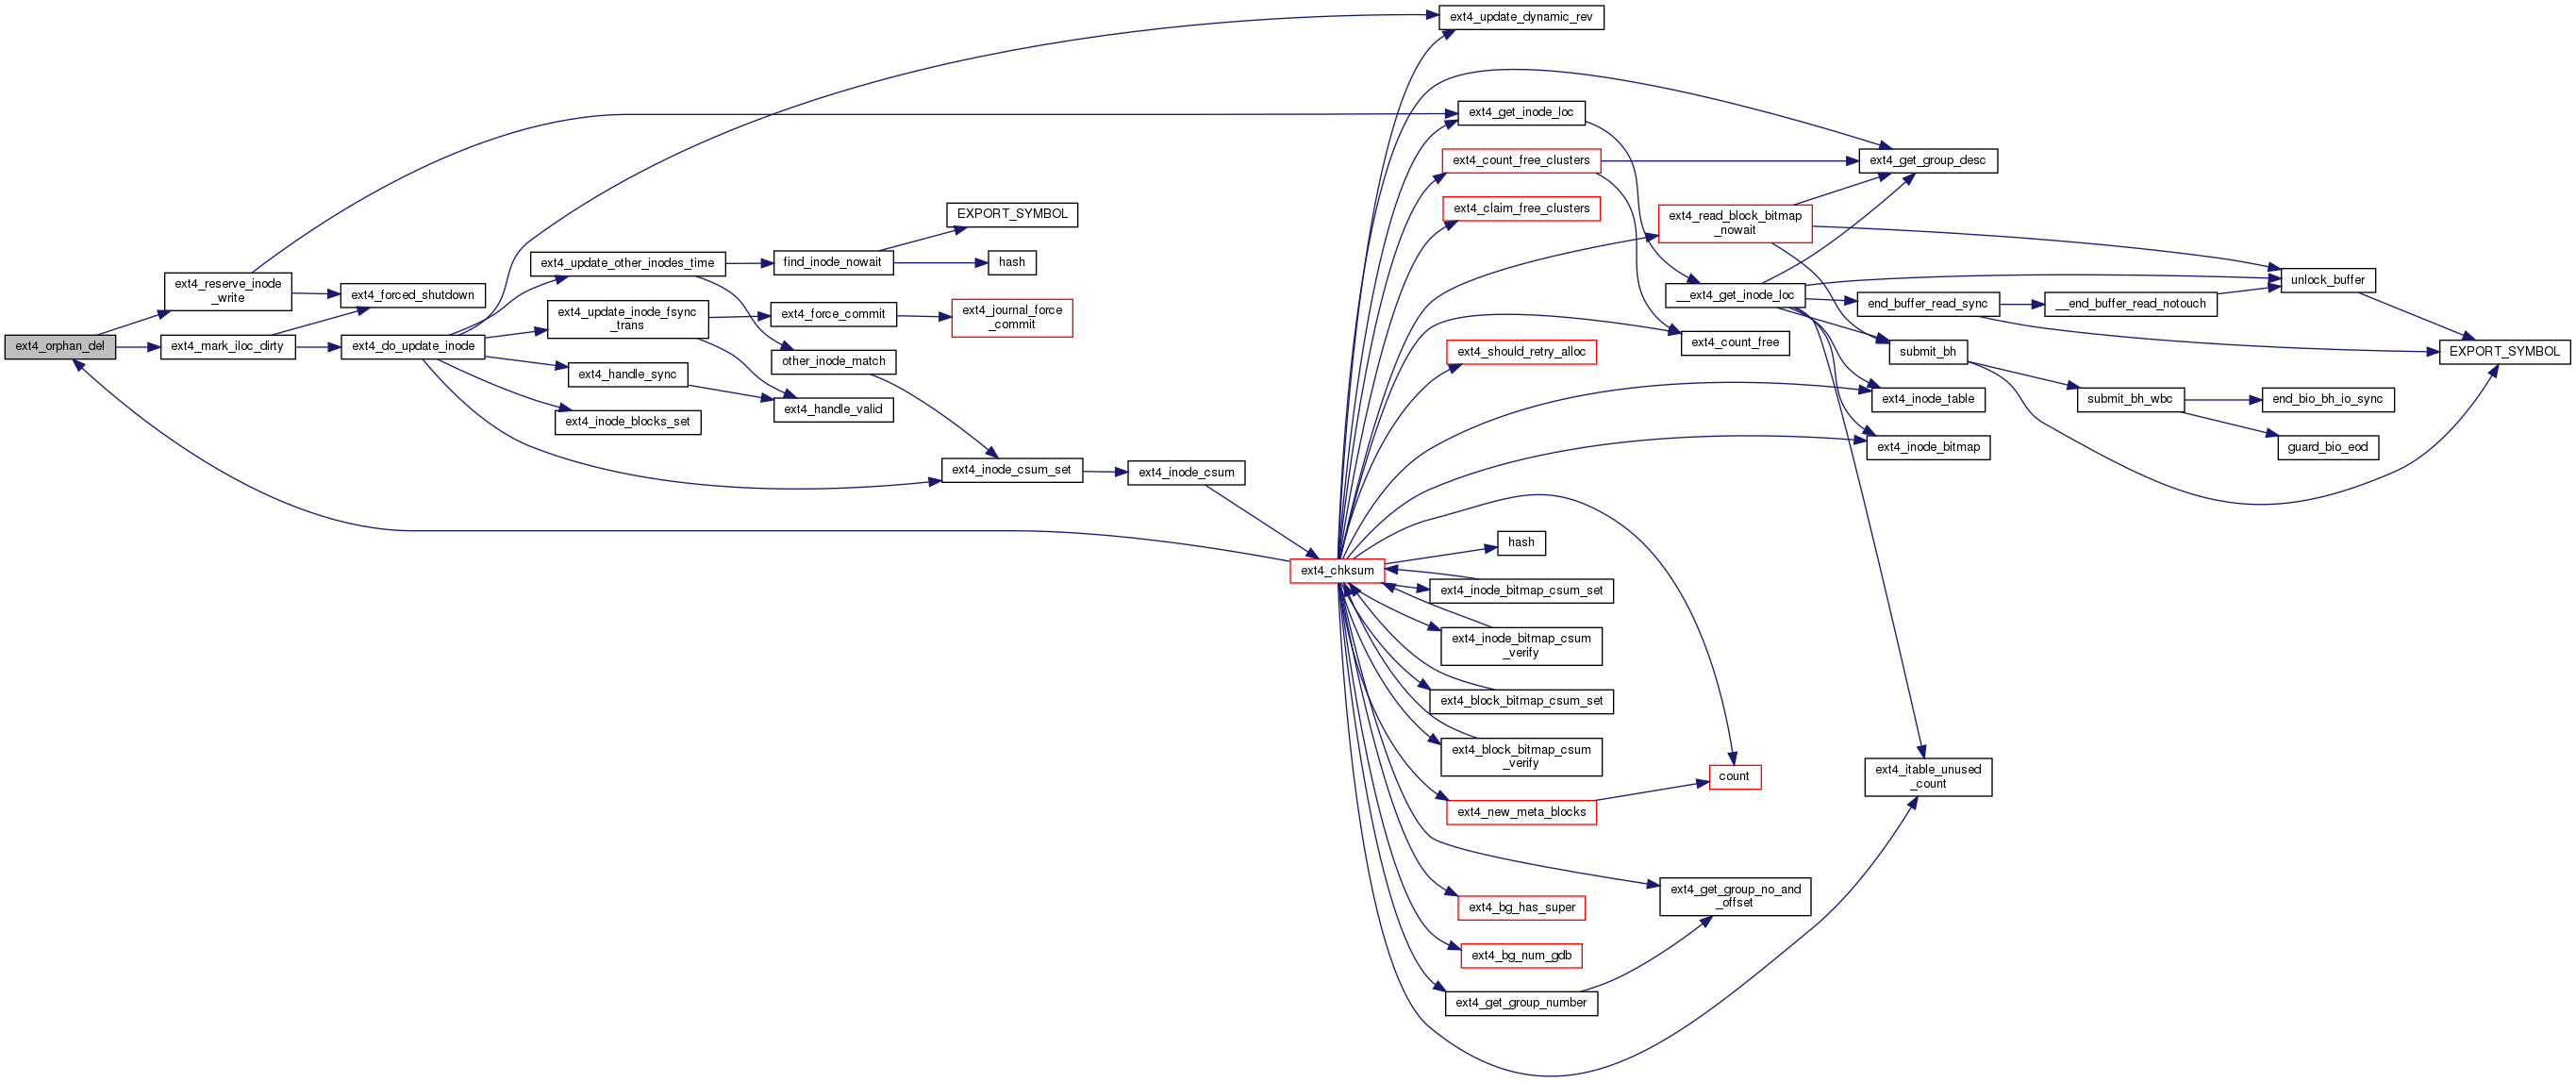 ext4_orphan_del
ext4_reserve_inode
_write
ext4_mark_iloc_dirty
ext4_forced_shutdown
ext4_do_update_inode
ext4_update_other_inodes_time
ext4_update_inode_fsync
_trans
ext4_handle_sync
ext4_inode_blocks_set
find_inode_nowait
ext4_force_commit
other_inode_match
ext4_handle_valid
EXPORT_SYMBOL
hash
ext4_journal_force
_commit
ext4_inode_csum_set
ext4_inode_csum
ext4_chksum
ext4_update_dynamic_rev
ext4_get_inode_loc
ext4_count_free_clusters
ext4_claim_free_clusters
ext4_should_retry_alloc
hash
ext4_inode_bitmap_csum_set
ext4_inode_bitmap_csum
_verify
ext4_block_bitmap_csum_set
ext4_block_bitmap_csum
_verify
ext4_new_meta_blocks
ext4_bg_has_super
ext4_bg_num_gdb
ext4_get_group_number
ext4_read_block_bitmap
_nowait
__ext4_get_inode_loc
ext4_count_free
count
ext4_get_group_no_and
_offset
ext4_get_group_desc
end_buffer_read_sync
submit_bh
ext4_inode_table
ext4_inode_bitmap
ext4_itable_unused
_count
__end_buffer_read_notouch
submit_bh_wbc
unlock_buffer
end_bio_bh_io_sync
guard_bio_eod
EXPORT_SYMBOL